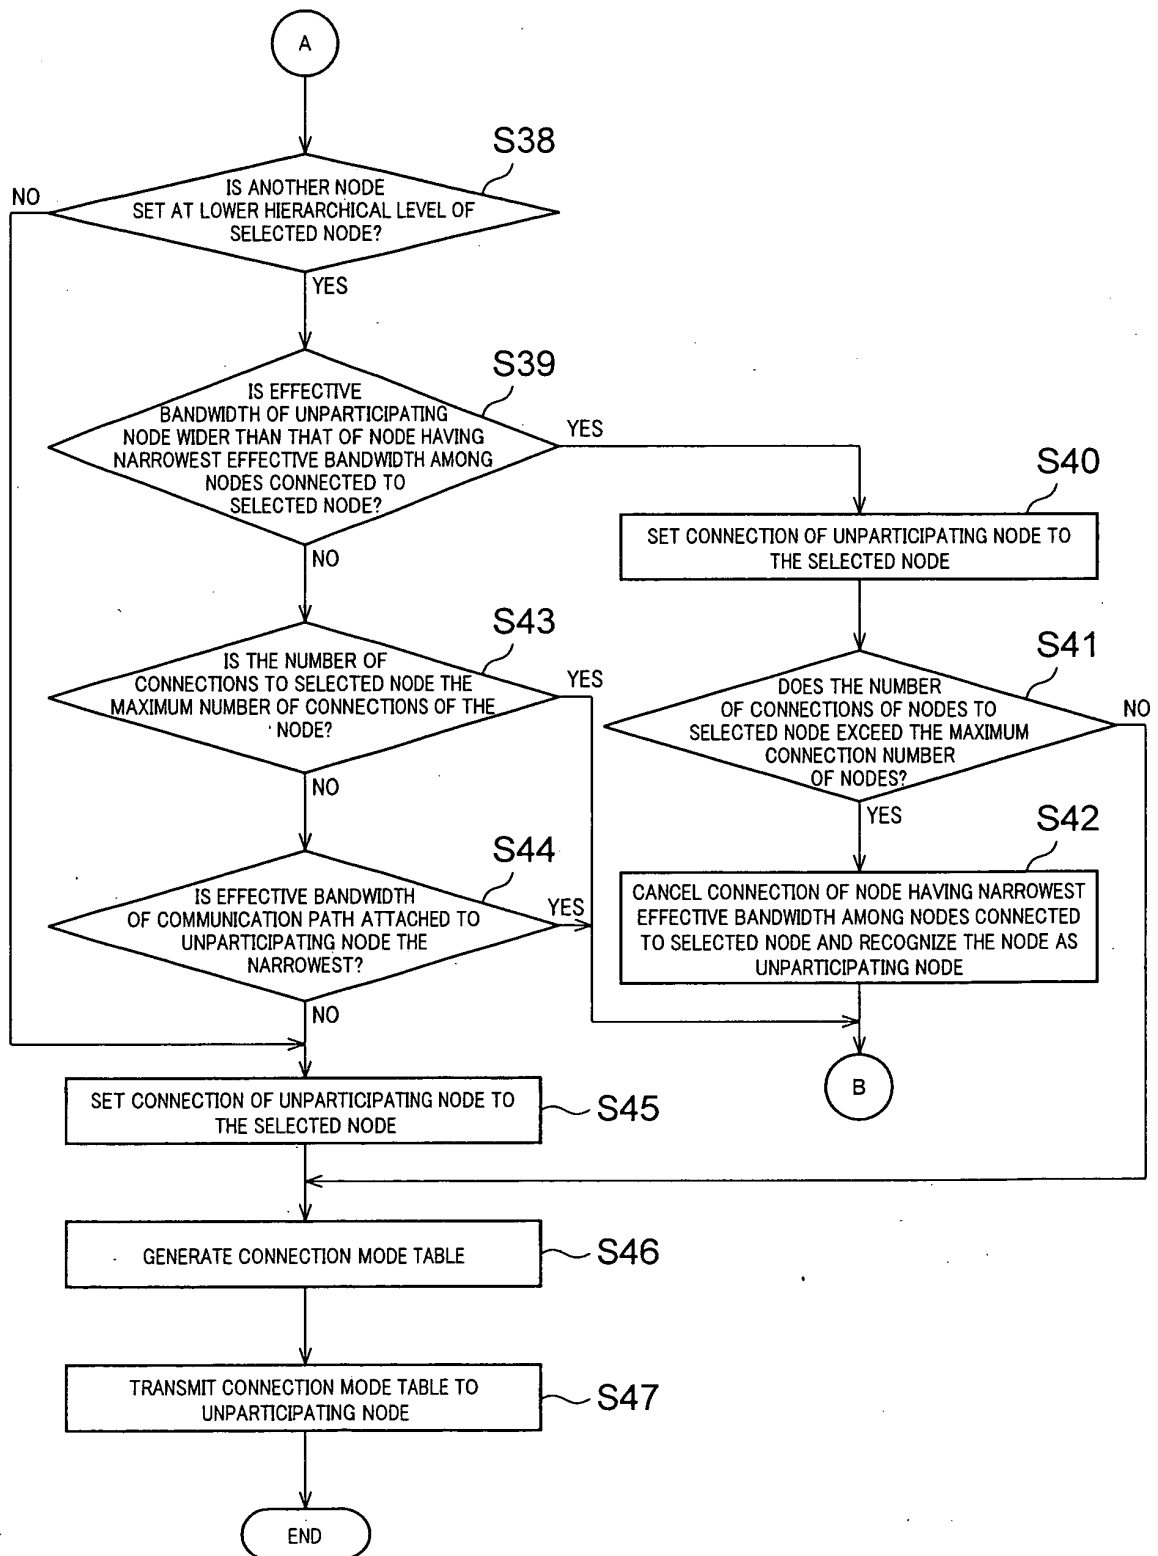 A
S38
NO
IS ANOTHER NODE
SET AT LOWER HIERARCHICAL LEVEL OF
SELECTED NODE?
YES
S39
IS EFFECTIVE
BANDWIDTH OF UNPARTICIPATING
NODE WIDER THAN THAT OF NODE HAVING
NARROWEST EFFECTIVE BANDWIDTH AMONG
NODES CONNECTED TO
SELECTED NODE?
YES
NO
S40
SET CONNECTION OF UNPARTICIPATING NODE TO
THE SELECTED NODE
S43
IS THE NUMBER OF
CONNECTIONS TO SELECTED NODE THE
MAXIMUM NUMBER OF CONNECTIONS OF THE
NODE?
YES
NO
S41
DOES THE NUMBER
OF CONNECTIONS OF NODES TO
SELECTED NODE EXCEED THE MAXIMUM
CONNECTION NUMBER
OF NODES?
NO
YES
S44
IS EFFECTIVE BANDWIDTH
OF COMMUNICATION PATH ATTACHED TO
UNPARTICIPATING NODE THE
NARROWEST?
YES
NO
S42
CANCEL CONNECTION OF NODE HAVING NARROWEST
EFFECTIVE BANDWIDTH AMONG NODES CONNECTED
TO SELECTED NODE AND RECOGNIZE THE NODE AS
UNPARTICIPATING NODE
B
SET CONNECTION OF UNPARTICIPATING NODE TO
THE SELECTED NODE
S45
GENERATE CONNECTION MODE TABLE
S46
TRANSMIT CONNECTION MODE TABLE TO
UNPARTICIPATING NODE
S47
END